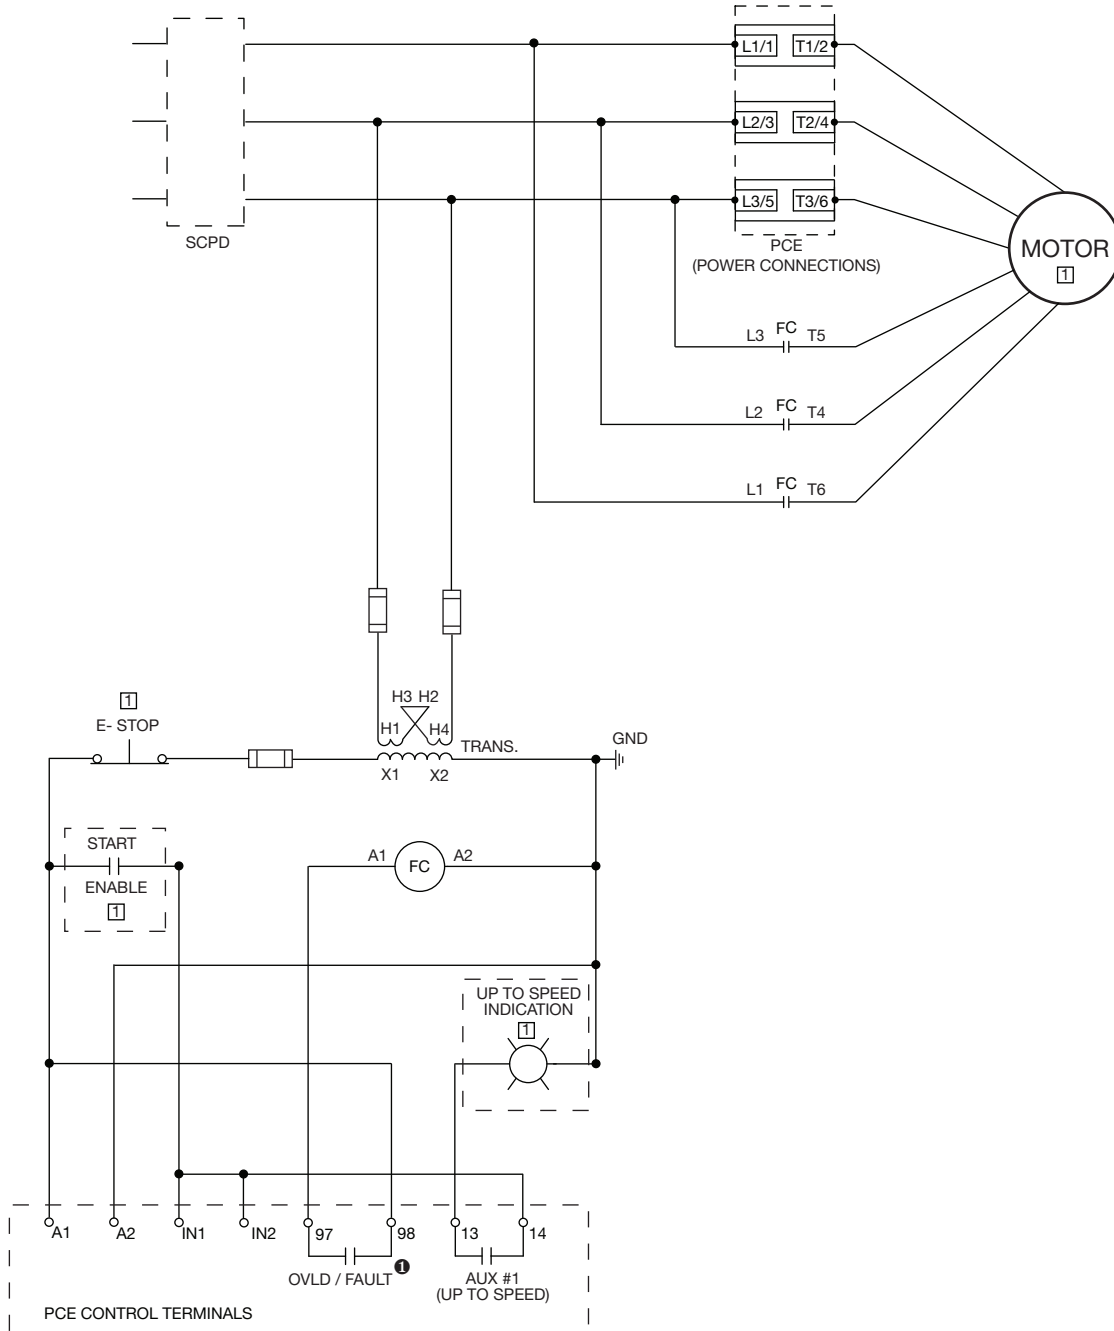 L1/1 T1/2
L2/3 T2/4
L3/5 T3/6
SCPD
PCE
(POWER CONNECTIONS)
MOTOR
1
L3 FC T5
L2 FC T4
L1 FC T6
1
E- STOP
H3 H2
H1 H4
TRANS.
X1 X2
GND
START
ENABLE
1
A1 FC A2
UP TO SPEED
INDICATION
1
A1 A2 IN1 IN2 97 98 13 14
OVLD / FAULT ❶
AUX #1
(UP TO SPEED)
PCE CONTROL TERMINALS